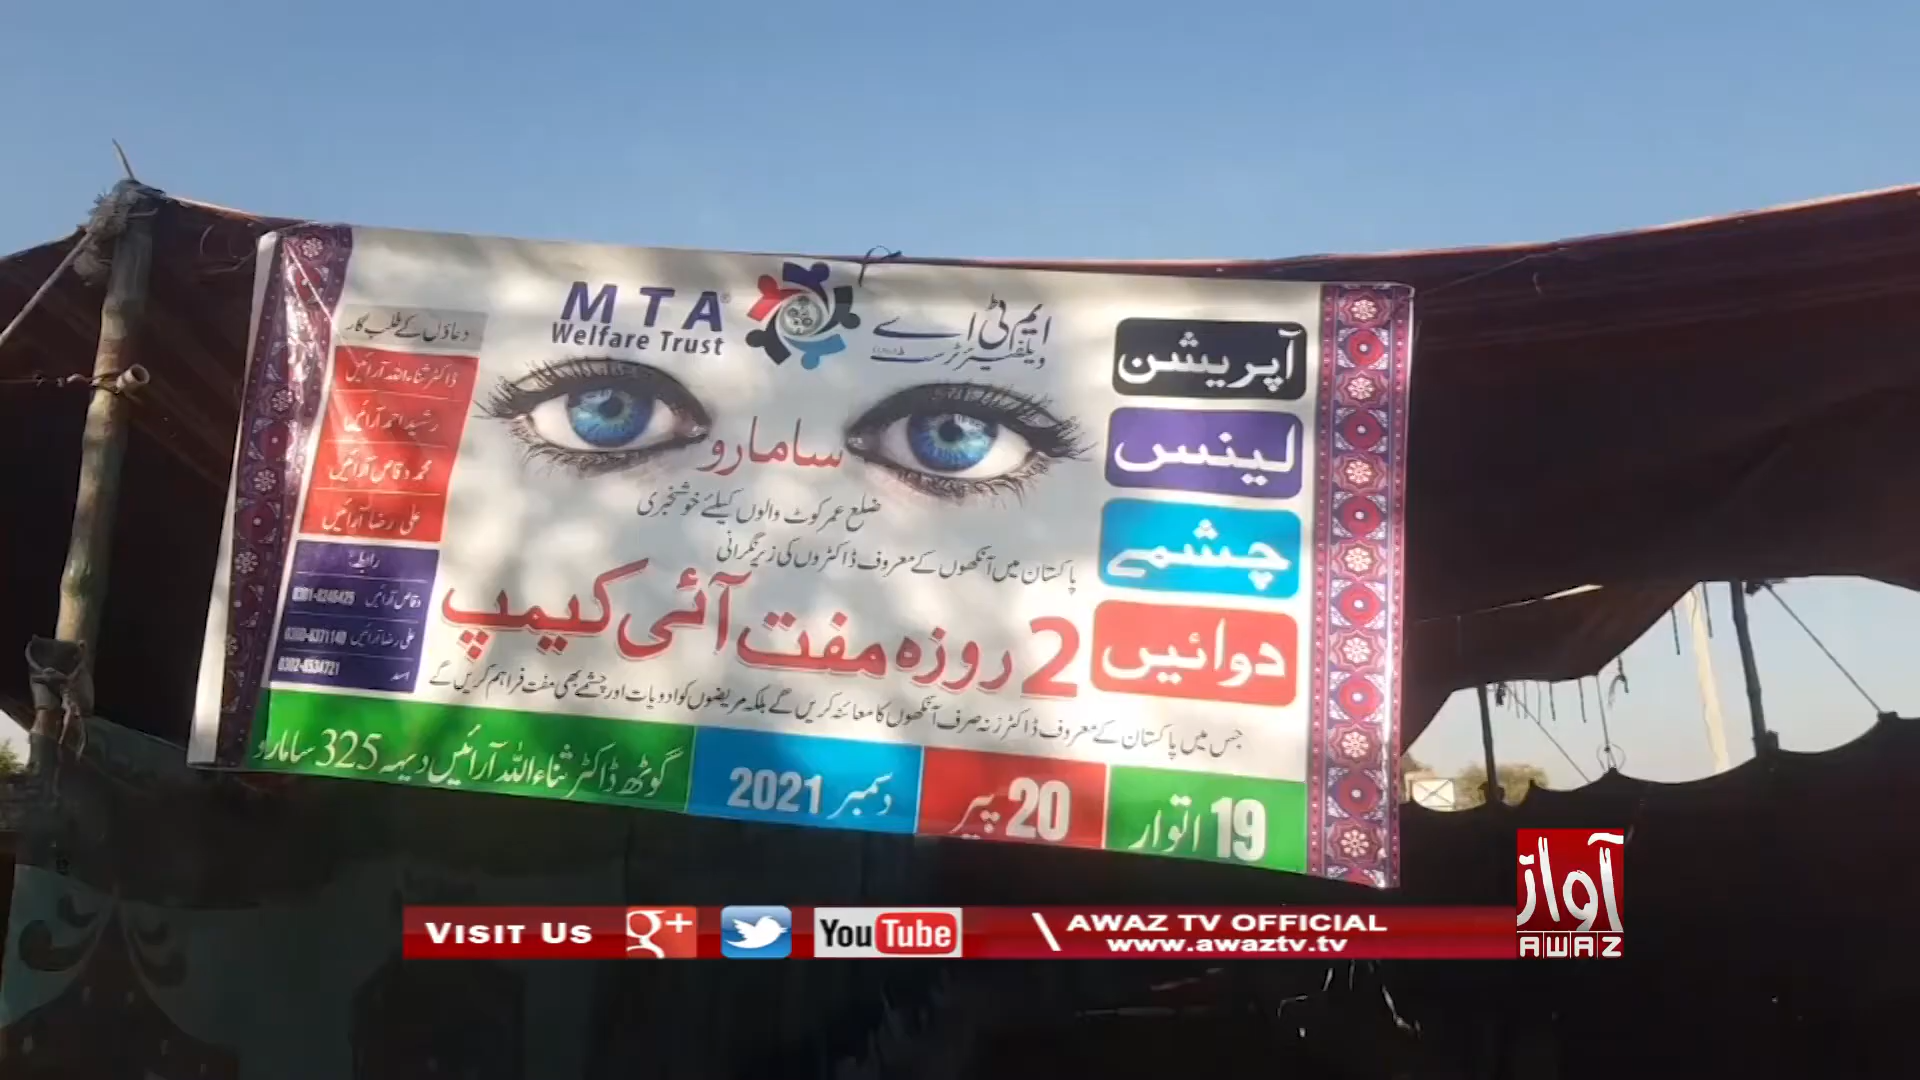 MTA®
Welfare Trust
ایم ٹی اے
ویلفیئر ٹرسٹ
آپریشن
لینس
چشمے
دوائیں
دعاؤں کے طلب گار
ڈاکٹر ثناءاللہ آرائیں
رشید احمد آرائیں
محمد وقاص آرائیں
علی رضا آرائیں
رابطہ:
وقاص آرائیں
علی رضا آرائیں
اسد 0302-8534721
سامارو
ضلع عمرکوٹ والوں کیلئے خوشخبری
پاکستان میں آنکھوں کے معروف ڈاکٹروں کی زیر نگرانی
2 روزہ مفت آئی کیمپ
جس میں پاکستان کے معروف ڈاکٹرز نہ صرف آنکھوں کا معائنہ کریں گے بلکہ مریضوں کو ادویات اور چشمے بھی مفت فراہم کریں گے
19 اتوار
20 پیر
دسمبر 2021
گوٹھ ڈاکٹر ثناءاللہ آرائیں دیہہ 325 سامارو
VISIT US g+ YouTube \ AWAZ TV OFFICIAL
www.awaztv.tv
آواز
AWAZ